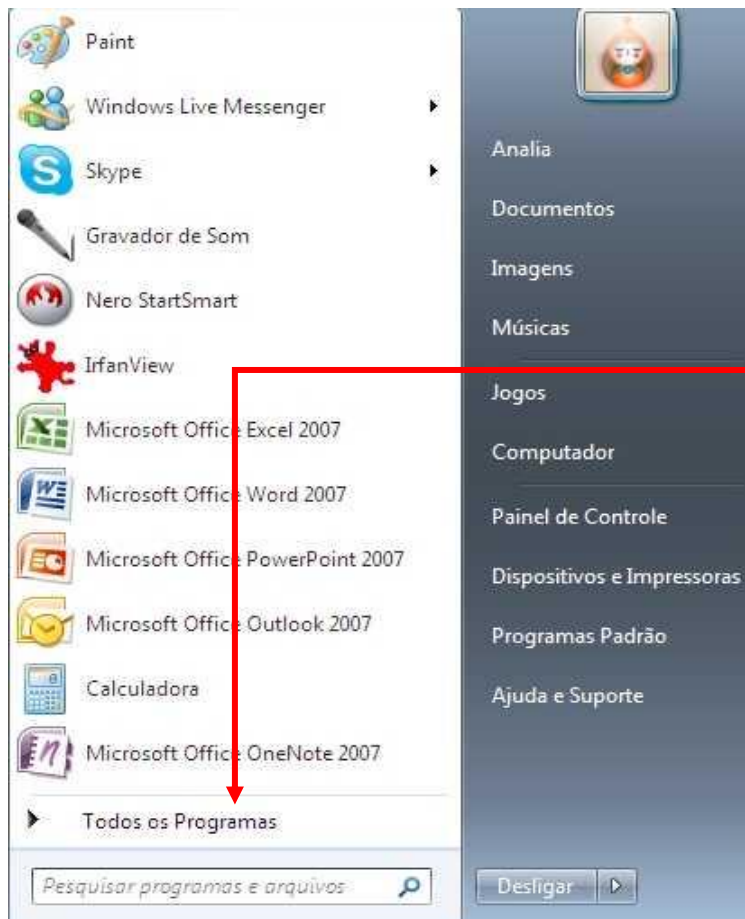 Paint
Windows Live Messenger
Skype
Gravador de Som
Nero StartSmart
IrfanView
Microsoft Office Excel 2007
Microsoft Office Word 2007
Microsoft Office PowerPoint 2007
Microsoft Office Outlook 2007
Calculadora
Microsoft Office OneNote 2007
Todos os Programas
Pesquisar programas e arquivos
Analia
Documentos
Imagens
Músicas
Jogos
Computador
Painel de Controle
Dispositivos e Impressoras
Programas Padrão
Ajuda e Suporte
Desligar